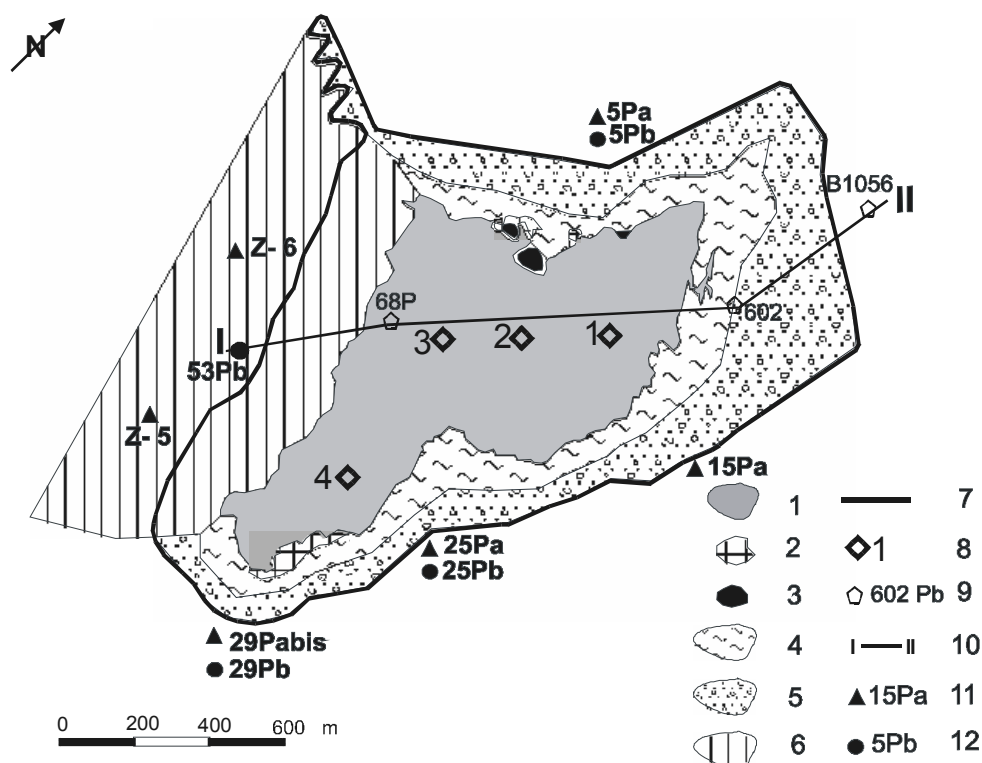 N
5Pa
5Pb
B1056
II
Z- 6
68P
602
I
3 2 1
53Pb
Z- 5
4
15Pa
1 7
25Pa
25Pb
2 1 8
3 602 Pb 9
29Pabis
29Pb
4 I II 10
5 15Pa 11
6 5Pb 12
0 200 400 600 m